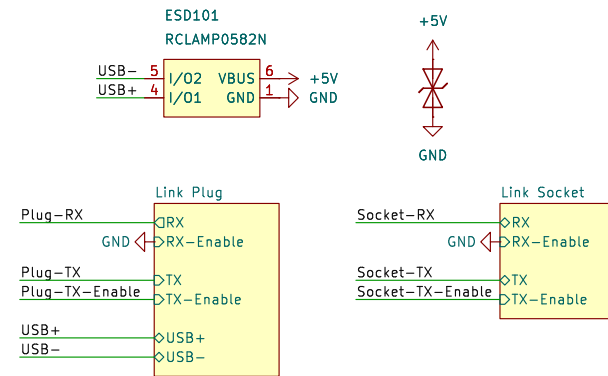 ESD101
RCLAMP0582N
USB- 5 I/O2 VBUS 6 +5V
USB+ 4 I/O1 GND 1 GND
+5V
GND
Link Plug
Plug-RX RX
GND RX-Enable
Plug-TX TX
Plug-TX-Enable TX-Enable
USB+ USB+
USB- USB-
Link Socket
Socket-RX RX
GND RX-Enable
Socket-TX TX
Socket-TX-Enable TX-Enable